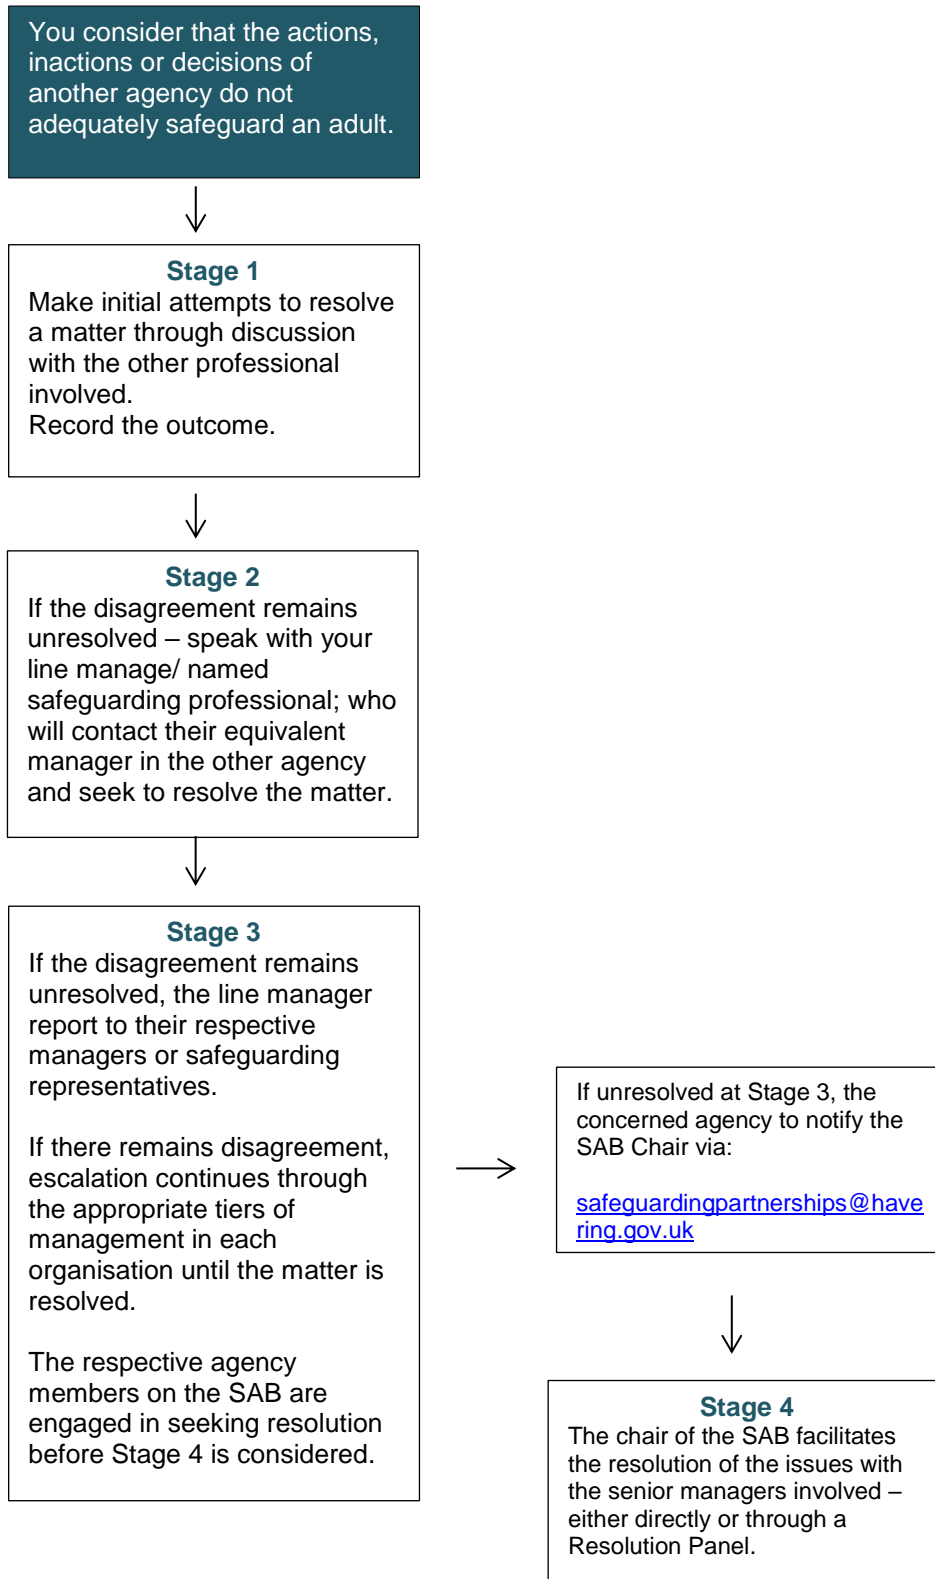 You consider that the actions,
inactions or decisions of
another agency do not
adequately safeguard an adult.
Stage 1
Make initial attempts to resolve
a matter through discussion
with the other professional
involved.
Record the outcome.
Stage 2
If the disagreement remains
unresolved – speak with your
line manage/ named
safeguarding professional; who
will contact their equivalent
manager in the other agency
and seek to resolve the matter.
Stage 3
If the disagreement remains
unresolved, the line manager
report to their respective
managers or safeguarding
representatives.
If there remains disagreement,
escalation continues through
the appropriate tiers of
management in each
organisation until the matter is
resolved.
The respective agency
members on the SAB are
engaged in seeking resolution
before Stage 4 is considered.
If unresolved at Stage 3, the
concerned agency to notify the
SAB Chair via:
safeguardingpartnerships@have
ring.gov.uk
Stage 4
The chair of the SAB facilitates
the resolution of the issues with
the senior managers involved –
either directly or through a
Resolution Panel.